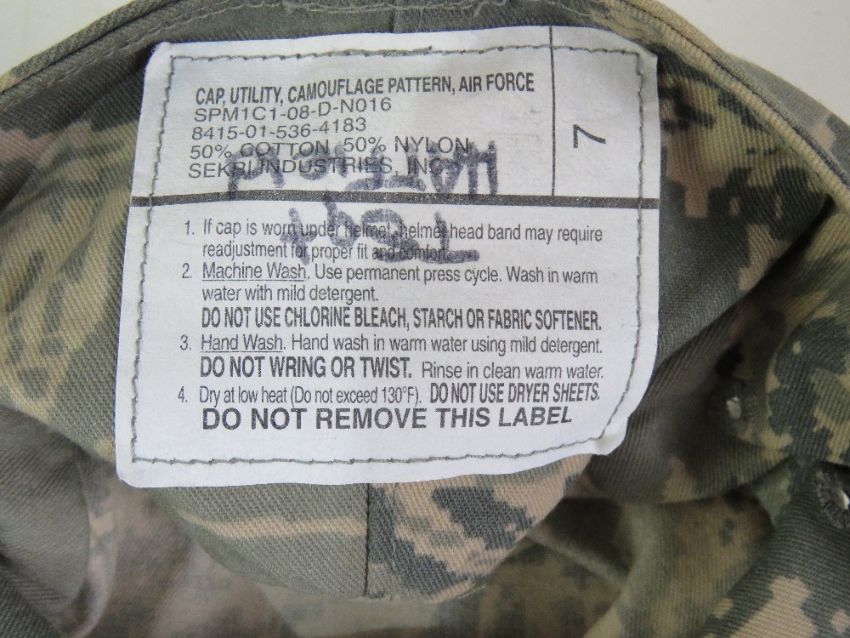 CAP, UTILITY, CAMOUFLAGE PATTERN, AIR FORCE
SPM1C1-08-D-N016
8415-01-536-4183
50% COTTON 50% NYLON
SEKRI INDUSTRIES, INC.
7
1. If cap is worn under helmet, helmet head band may require
readjustment for proper fit and comfort.
2. Machine Wash. Use permanent press cycle. Wash in warm
water with mild detergent.
DO NOT USE CHLORINE BLEACH, STARCH OR FABRIC SOFTENER.
3. Hand Wash. Hand wash in warm water using mild detergent.
DO NOT WRING OR TWIST. Rinse in clean warm water.
4. Dry at low heat (Do not exceed 130°F). DO NOT USE DRYER SHEETS.
DO NOT REMOVE THIS LABEL